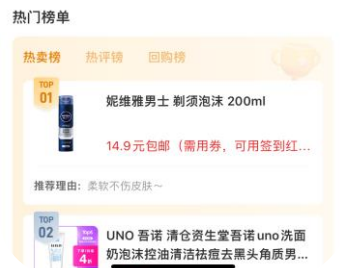 热门榜单
热卖榜 热评榜 回购榜
TOP
01
妮维雅男士 剃须泡沫 200ml
14.9元包邮（需用券，可用签到红...
推荐理由: 柔软不伤皮肤～
TOP
02
UNO 吾诺 清仓资生堂吾诺uno洗面
奶泡沫控油清洁祛痘去黑头角质男...